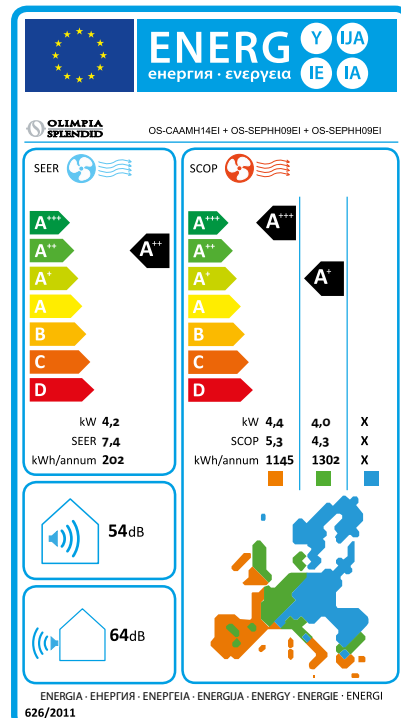 ENERG
енергия · ενεργεια
Y IJA
IE IA
OLIMPIA
SPLENDID
OS-CAAMH14EI + OS-SEPHH09EI + OS-SEPHH09EI
SEER
A+++
A++
A+
A
B
C
D
A++
kW 4,2
SEER 7,4
kWh/annum 202
SCOP
A+++
A++
A+
A
B
C
D
A+++
A+
kW 4,4 4,0 X
SCOP 5,3 4,3 X
kWh/annum 1145 1302 X
54dB
64dB
ENERGIA · ЕНЕРГИЯ · ΕΝΕΡΓΕΙΑ · ENERGIJA · ENERGY · ENERGIE · ENERGI
626/2011